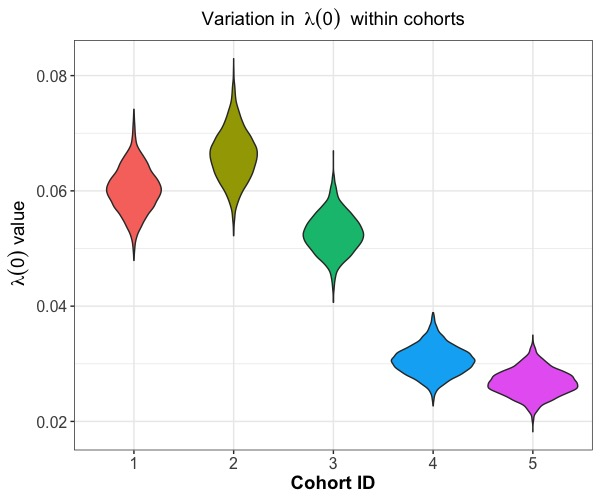 Variation in λ(0) within cohorts
λ(0) value
0.08
0.06
0.04
0.02
1 2 3 4 5
Cohort ID